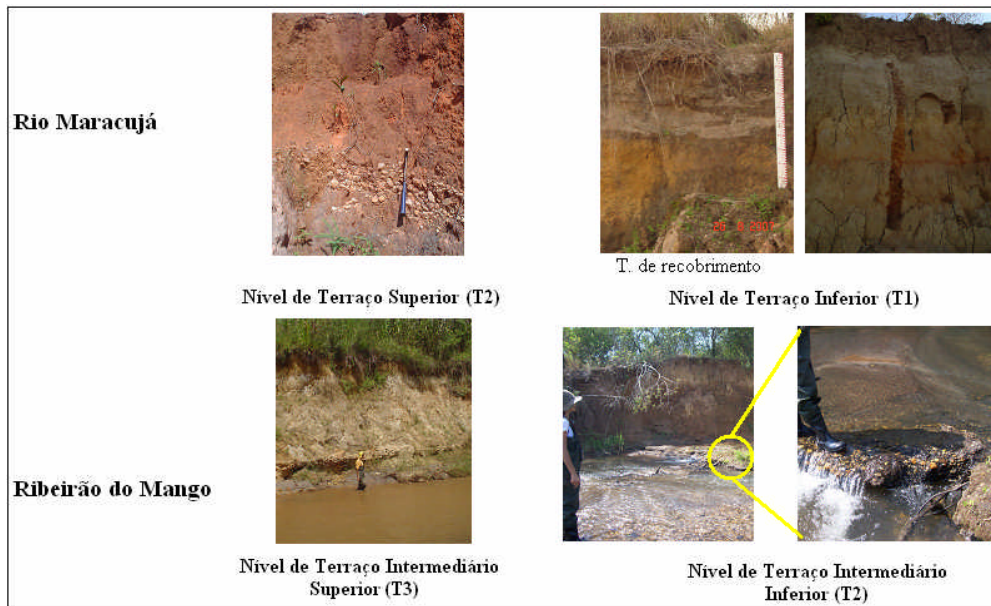 Rio Maracujá
T. de recobrimento
Nível de Terraço Superior (T2)
Nível de Terraço Inferior (T1)
Ribeirão do Mango
Nível de Terraço Intermediário
Superior (T3)
Nível de Terraço Intermediário
Inferior (T2)